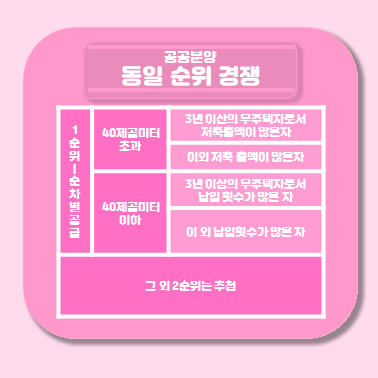 공공분양
동일 순위 경쟁
1순위-순차별공급
40제곱미터
초과
3년 이상의 무주택자로서
저축총액이 많은자
이외 저축 총액이 많은자
40제곱미터
이하
3년 이상의 무주택자로서
납입 횟수가 많은 자
이 외 납입횟수가 많은 자
그 외 2순위는 추첨